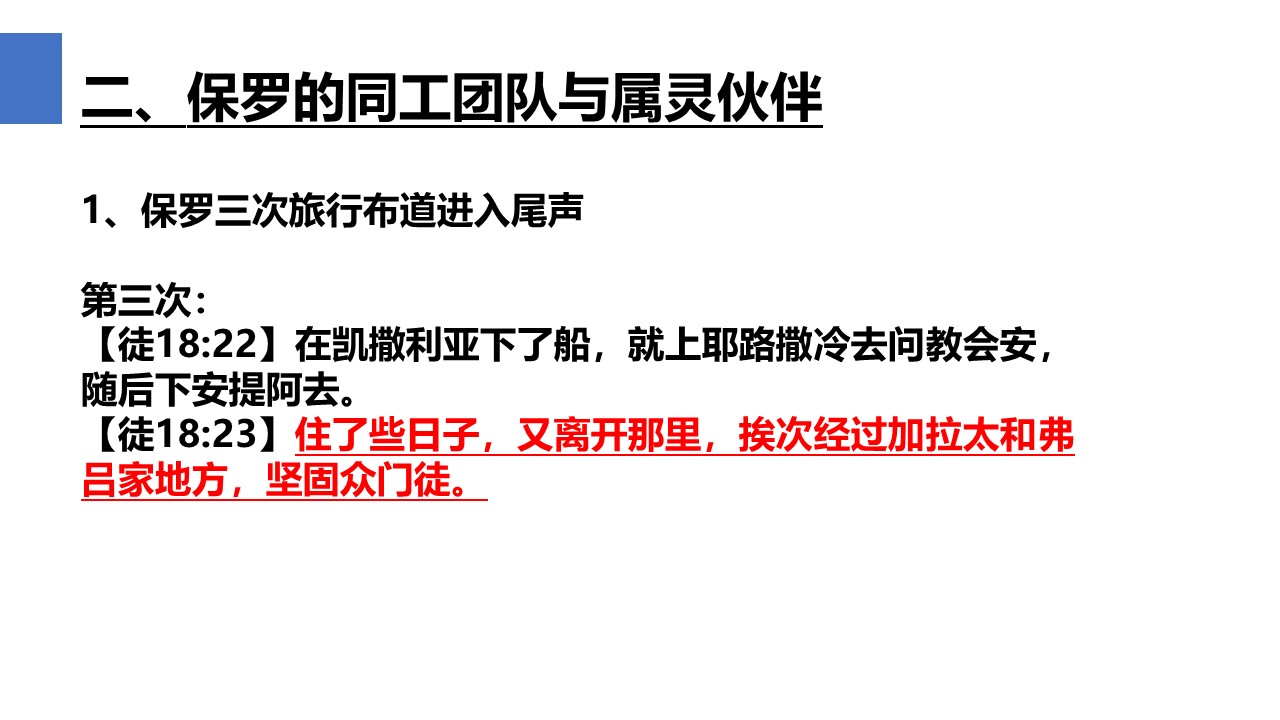 二、保罗的同工团队与属灵伙伴
1、保罗三次旅行布道进入尾声
第三次：
【徒18:22】在凯撒利亚下了船，就上耶路撒冷去问教会安，
随后下安提阿去。
【徒18:23】住了些日子，又离开那里，挨次经过加拉太和弗
吕家地方，坚固众门徒。